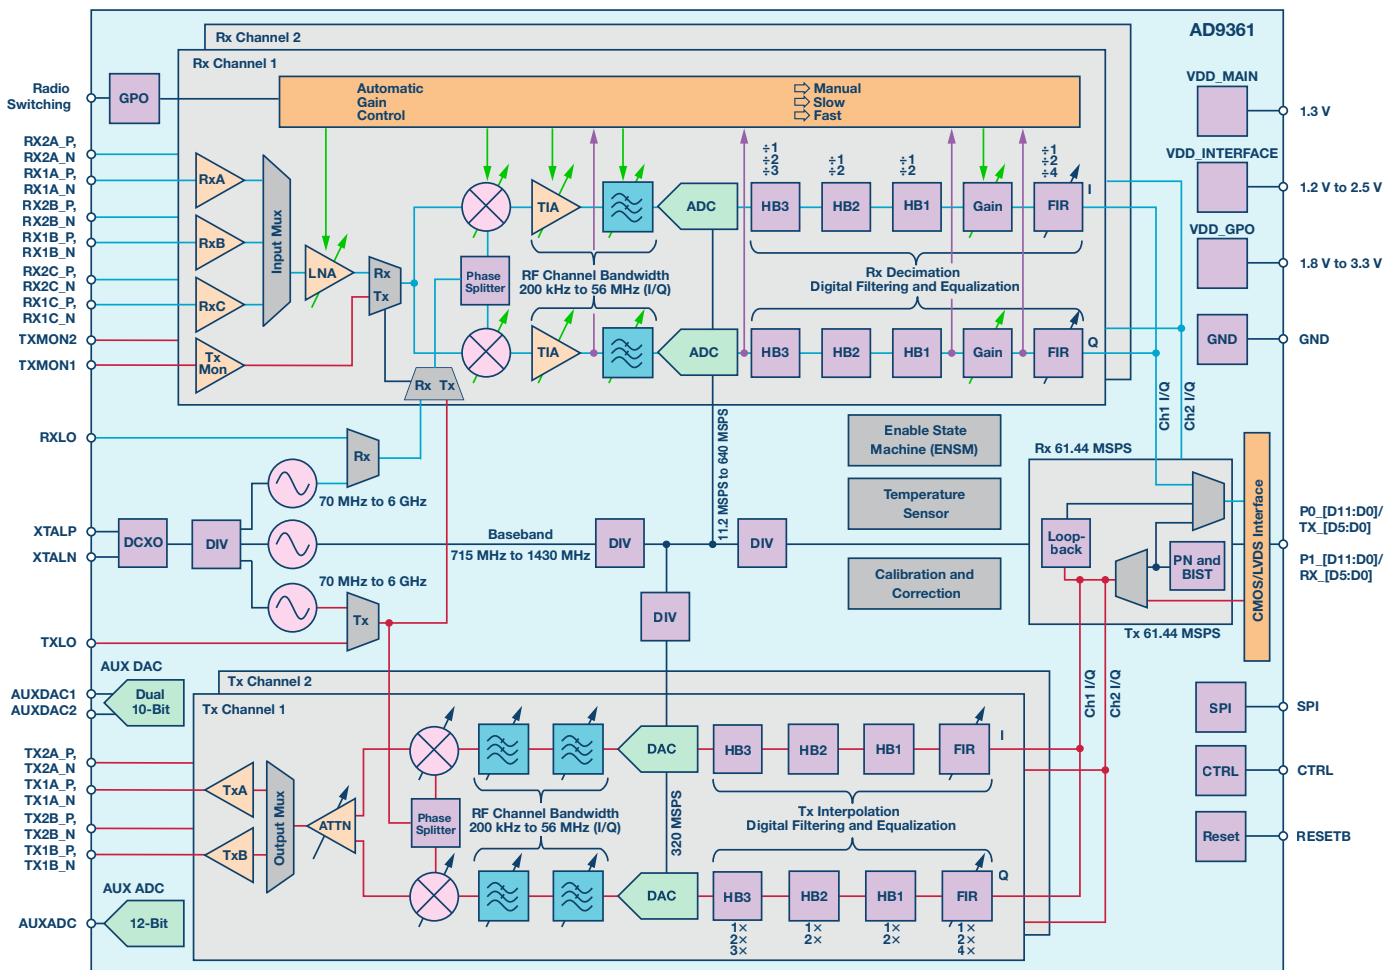 AD9361
Rx Channel 2
Rx Channel 1
Radio
Switching
GPO
Automatic
Gain
Control
Manual
Slow
Fast
VDD_MAIN
1.3 V
VDD_INTERFACE
1.2 V to 2.5 V
VDD_GPO
1.8 V to 3.3 V
GND
GND
RX2A_P,
RX2A_N
RX1A_P,
RX1A_N
RX2B_P,
RX2B_N
RX1B_P,
RX1B_N
RX2C_P,
RX2C_N
RX1C_P,
RX1C_N
TXMON2
TXMON1
RxA
RxB
RxC
Tx
Mon
Input Mux
LNA
Rx
Tx
Phase
Splitter
Rx Tx
TIA
ADC
÷1
÷2
÷3
÷1
÷2
÷1
÷2
÷1
÷2
÷4
HB3
HB2
HB1
Gain
FIR
I
RF Channel Bandwidth
200 kHz to 56 MHz (I/Q)
Rx Decimation
Digital Filtering and Equalization
TIA
ADC
HB3
HB2
HB1
Gain
FIR
Q
Ch1 I/Q
Ch2 I/Q
RXLO
Rx
70 MHz to 6 GHz
11.2 MSPS to 640 MSPS
Enable State
Machine (ENSM)
Temperature
Sensor
Calibration and
Correction
Rx 61.44 MSPS
XTALP
XTALN
DCXO
DIV
Baseband
715 MHz to 1430 MHz
DIV
DIV
DIV
Loop-
back
PN and
BIST
CMOS/LVDS Interface
P0_[D11:D0]/
TX_[D5:D0]
P1_[D11:D0]/
RX_[D5:D0]
Tx 61.44 MSPS
70 MHz to 6 GHz
Tx
TXLO
AUX DAC
AUXDAC1
AUXDAC2
Dual
10-Bit
Tx Channel 2
Tx Channel 1
Ch1 I/Q
Ch2 I/Q
SPI
SPI
CTRL
CTRL
Reset
RESETB
TX2A_P,
TX2A_N
TX1A_P,
TX1A_N
TX2B_P,
TX2B_N
TX1B_P,
TX1B_N
TxA
TxB
Output Mux
ATTN
Phase
Splitter
DAC
HB3
HB2
HB1
FIR
I
RF Channel Bandwidth
200 kHz to 56 MHz (I/Q)
320 MSPS
Tx Interpolation
Digital Filtering and Equalization
DAC
HB3
HB2
HB1
FIR
Q
1×
2×
3×
1×
2×
1×
2×
1×
2×
4×
AUX ADC
AUXADC
12-Bit